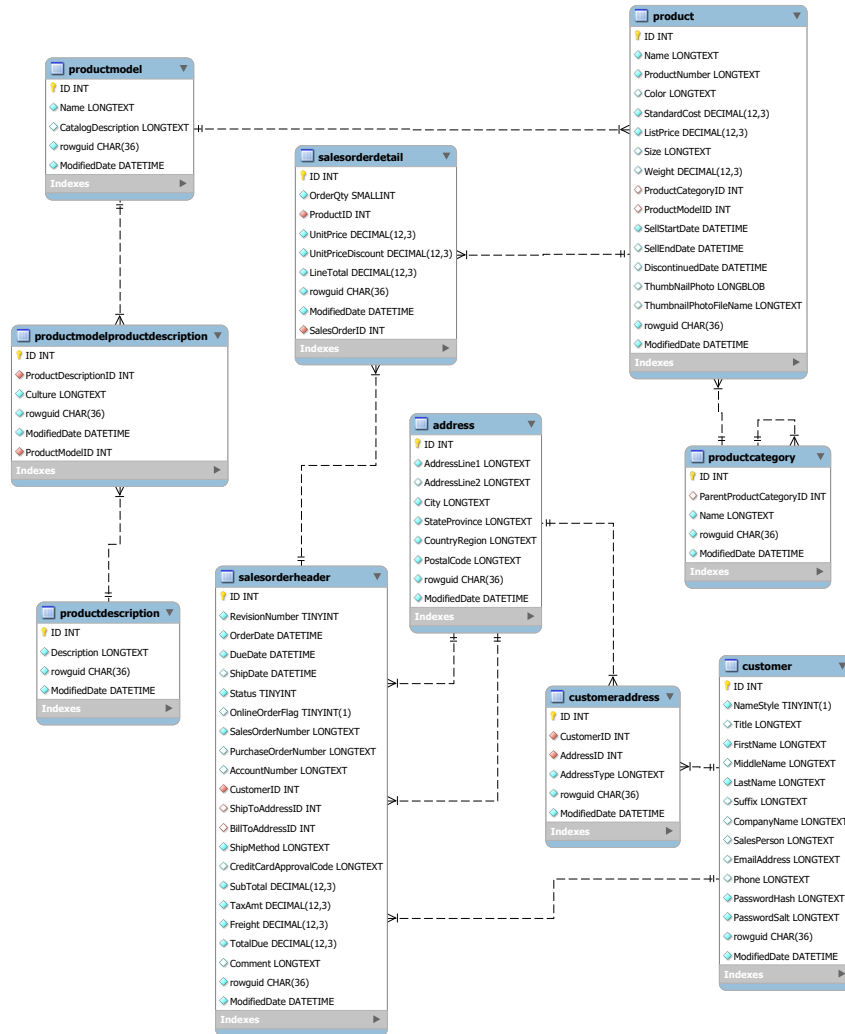 product
ID INT
Name LONGTEXT
ProductNumber LONGTEXT
Color LONGTEXT
StandardCost DECIMAL(12,3)
ListPrice DECIMAL(12,3)
Size LONGTEXT
Weight DECIMAL(12,3)
ProductCategoryID INT
ProductModelID INT
SellStartDate DATETIME
SellEndDate DATETIME
DiscontinuedDate DATETIME
ThumbNailPhoto LONGBLOB
ThumbnailPhotoFileName LONGTEXT
rowguid CHAR(36)
ModifiedDate DATETIME
Indexes
productmodel
ID INT
Name LONGTEXT
CatalogDescription LONGTEXT
rowguid CHAR(36)
ModifiedDate DATETIME
Indexes
salesorderdetail
ID INT
OrderQty SMALLINT
ProductID INT
UnitPrice DECIMAL(12,3)
UnitPriceDiscount DECIMAL(12,3)
LineTotal DECIMAL(12,3)
rowguid CHAR(36)
ModifiedDate DATETIME
SalesOrderID INT
Indexes
productmodelproductdescription
ID INT
ProductDescriptionID INT
Culture LONGTEXT
rowguid CHAR(36)
ModifiedDate DATETIME
ProductModelID INT
Indexes
address
ID INT
AddressLine1 LONGTEXT
AddressLine2 LONGTEXT
City LONGTEXT
StateProvince LONGTEXT
CountryRegion LONGTEXT
PostalCode LONGTEXT
rowguid CHAR(36)
ModifiedDate DATETIME
Indexes
productcategory
ID INT
ParentProductCategoryID INT
Name LONGTEXT
rowguid CHAR(36)
ModifiedDate DATETIME
Indexes
salesorderheader
ID INT
RevisionNumber TINYINT
OrderDate DATETIME
DueDate DATETIME
ShipDate DATETIME
Status TINYINT
OnlineOrderFlag TINYINT(1)
SalesOrderNumber LONGTEXT
PurchaseOrderNumber LONGTEXT
AccountNumber LONGTEXT
CustomerID INT
ShipToAddressID INT
BillToAddressID INT
ShipMethod LONGTEXT
CreditCardApprovalCode LONGTEXT
SubTotal DECIMAL(12,3)
TaxAmt DECIMAL(12,3)
Freight DECIMAL(12,3)
TotalDue DECIMAL(12,3)
Comment LONGTEXT
rowguid CHAR(36)
ModifiedDate DATETIME
Indexes
productdescription
ID INT
Description LONGTEXT
rowguid CHAR(36)
ModifiedDate DATETIME
Indexes
customeraddress
ID INT
CustomerID INT
AddressID INT
AddressType LONGTEXT
rowguid CHAR(36)
ModifiedDate DATETIME
Indexes
customer
ID INT
NameStyle TINYINT(1)
Title LONGTEXT
FirstName LONGTEXT
MiddleName LONGTEXT
LastName LONGTEXT
Suffix LONGTEXT
CompanyName LONGTEXT
SalesPerson LONGTEXT
EmailAddress LONGTEXT
Phone LONGTEXT
PasswordHash LONGTEXT
PasswordSalt LONGTEXT
rowguid CHAR(36)
ModifiedDate DATETIME
Indexes